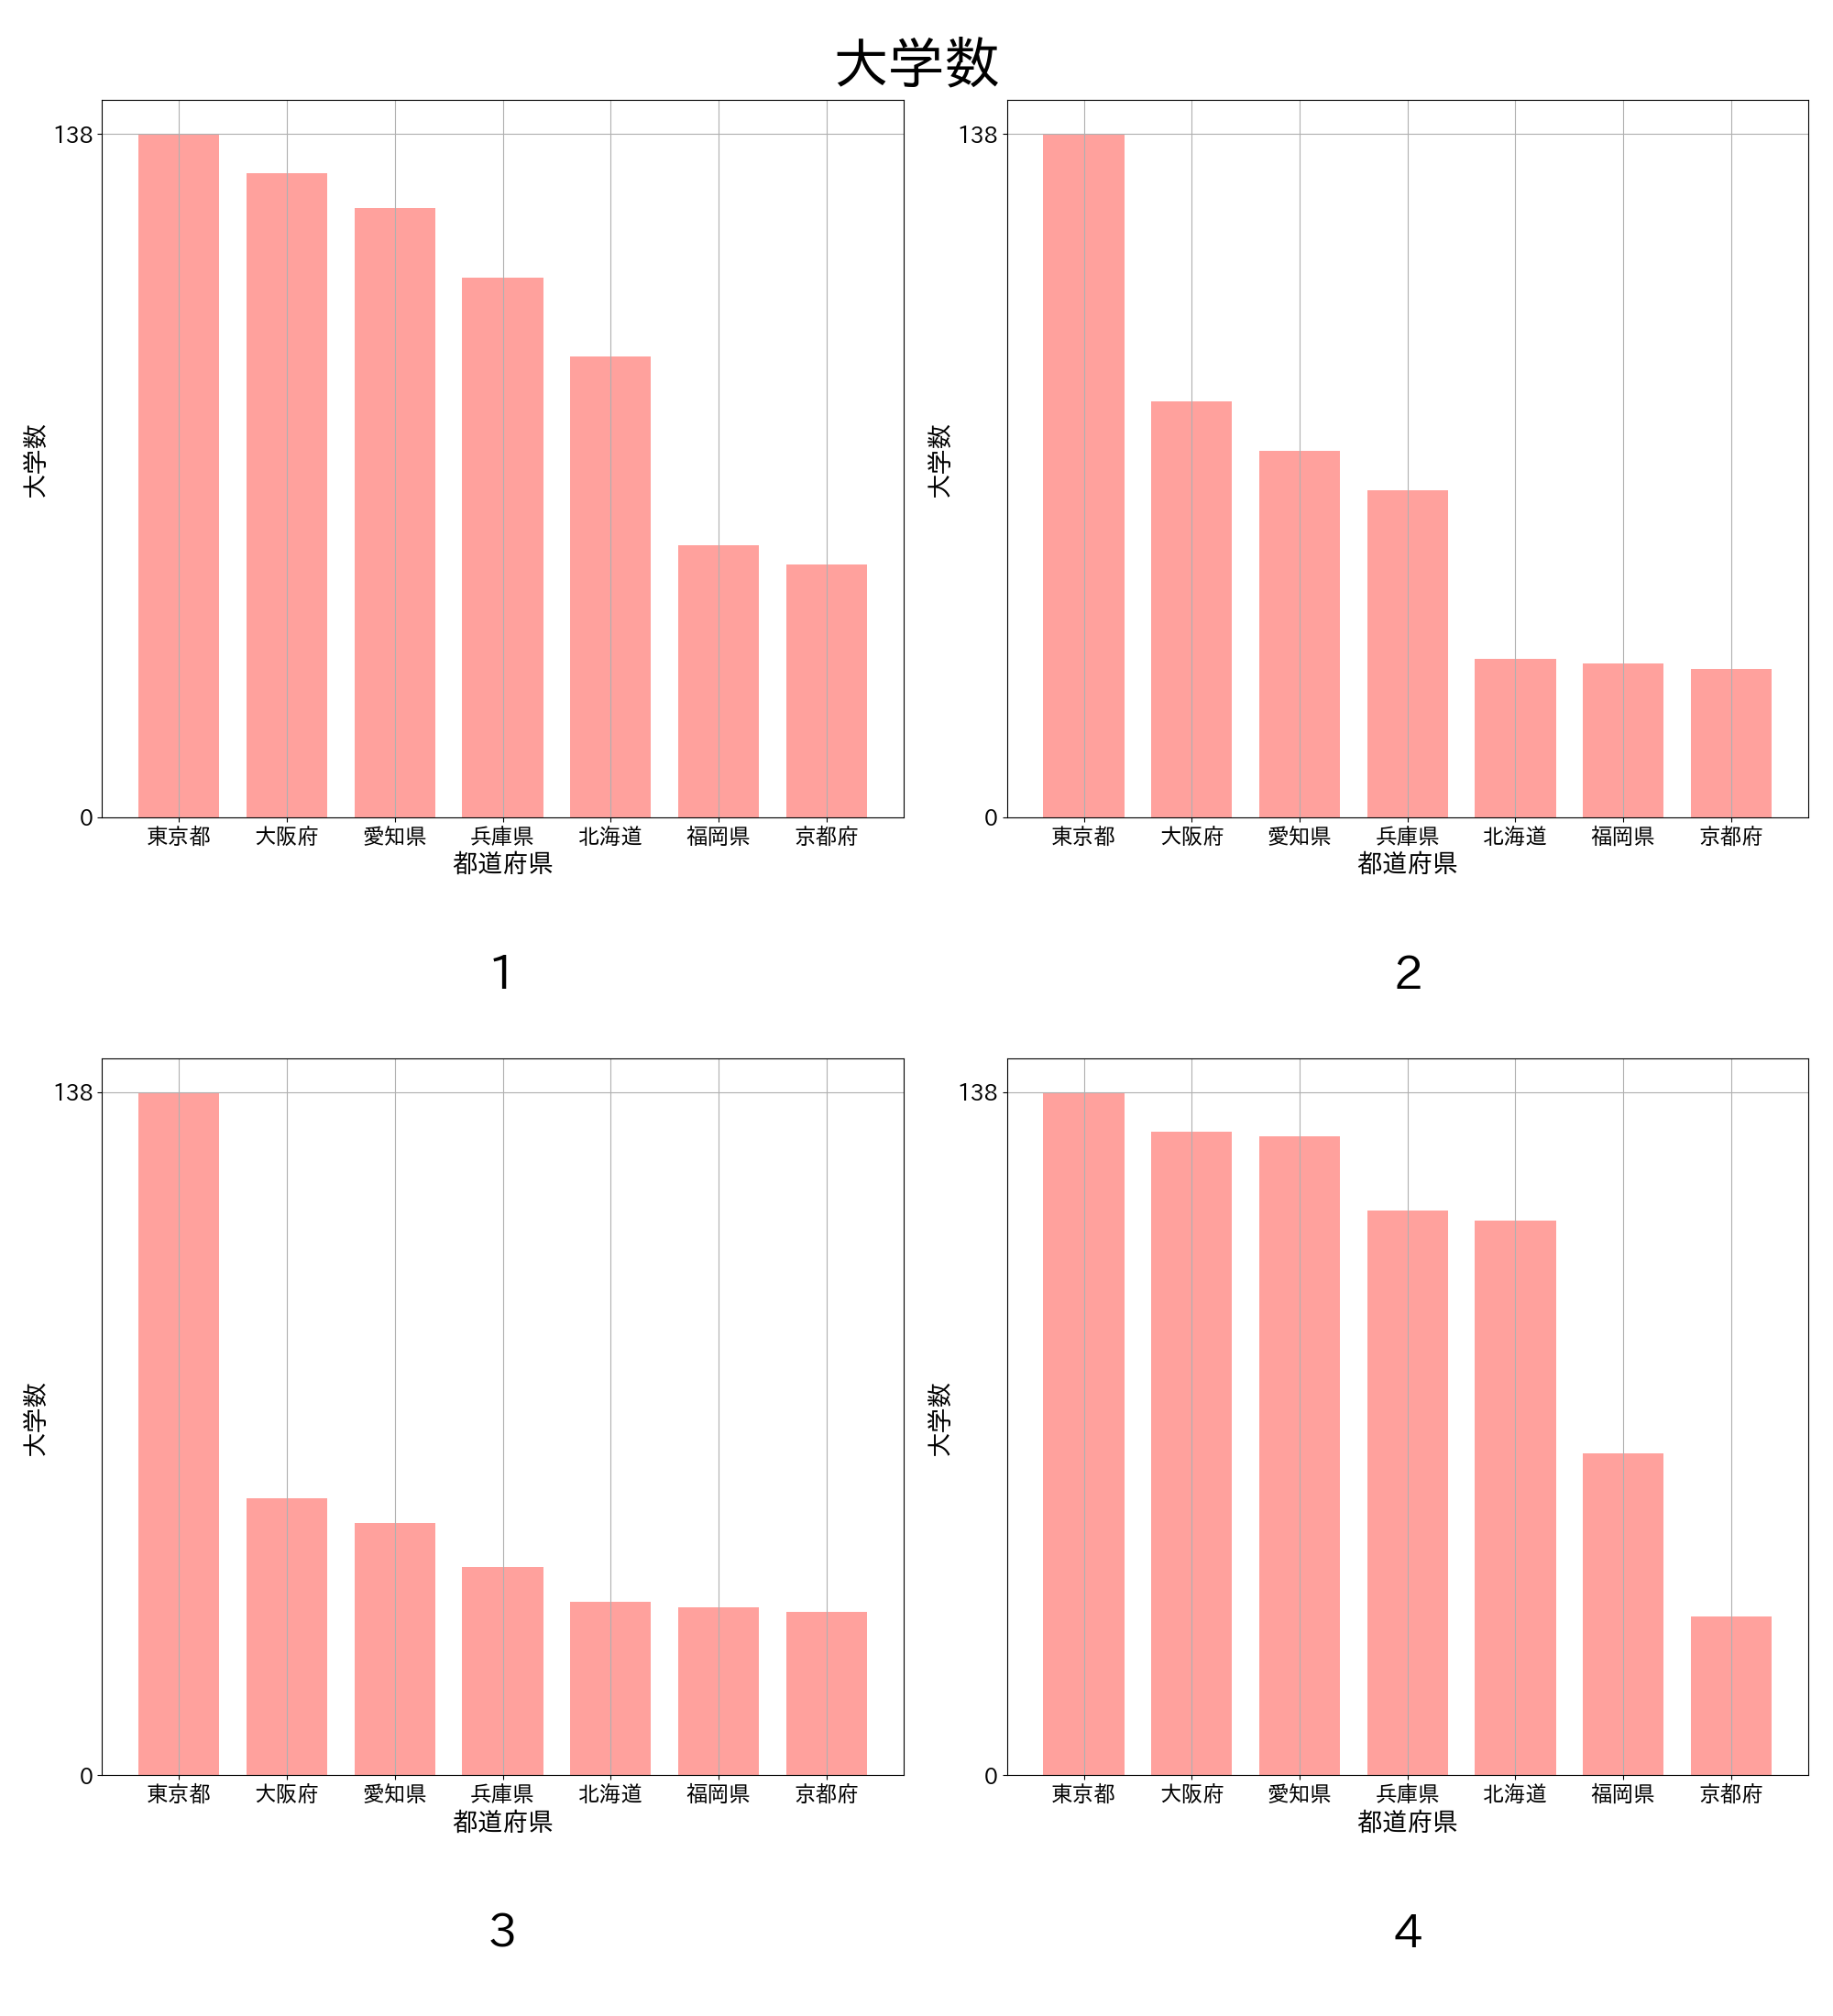 大学数
138
0
大学数
東京都 大阪府 愛知県 兵庫県 北海道 福岡県 京都府
都道府県
1
138
0
大学数
東京都 大阪府 愛知県 兵庫県 北海道 福岡県 京都府
都道府県
2
138
0
大学数
東京都 大阪府 愛知県 兵庫県 北海道 福岡県 京都府
都道府県
3
138
0
大学数
東京都 大阪府 愛知県 兵庫県 北海道 福岡県 京都府
都道府県
4